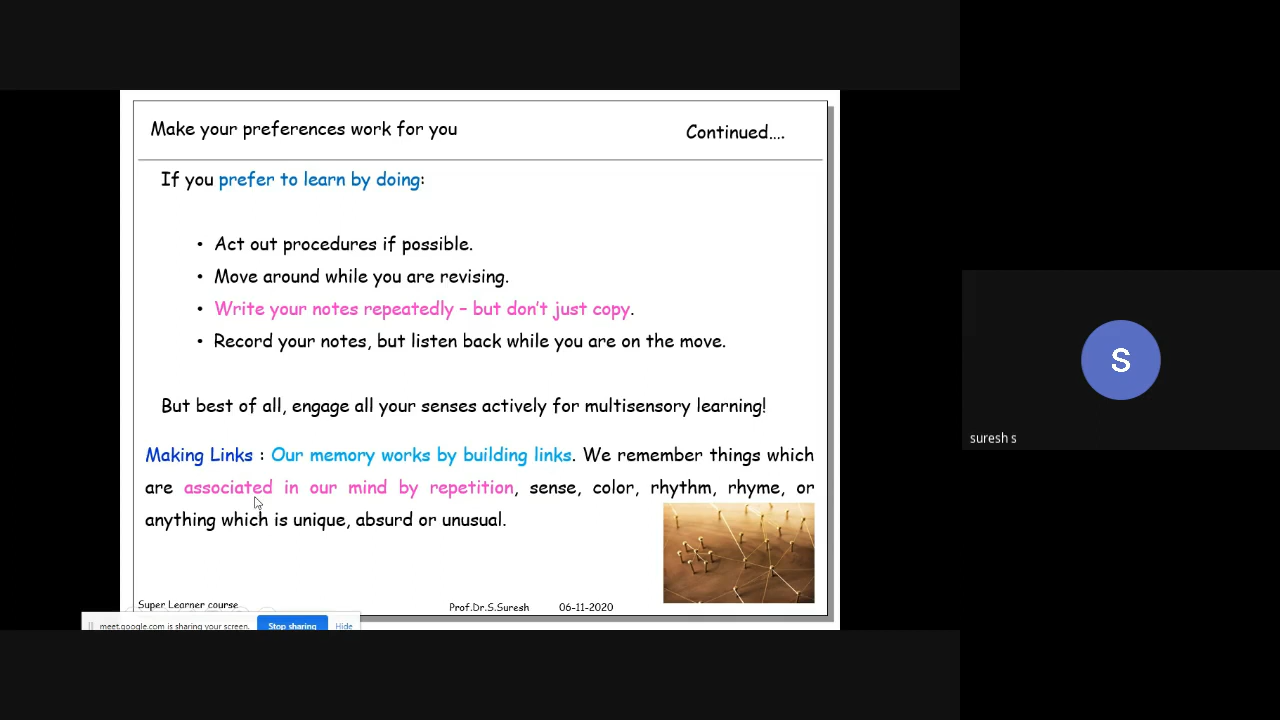 Make your preferences work for you
Continued....
If you prefer to learn by doing:
• Act out procedures if possible.
• Move around while you are revising.
• Write your notes repeatedly – but don't just copy.
• Record your notes, but listen back while you are on the move.
But best of all, engage all your senses actively for multisensory learning!
Making Links : Our memory works by building links. We remember things which
are associated in our mind by repetition, sense, color, rhythm, rhyme, or
anything which is unique, absurd or unusual.
Super Learner course
Prof.Dr.S.Suresh
06-11-2020
meet.google.com is sharing your screen.
Stop sharing
Hide
S
suresh s